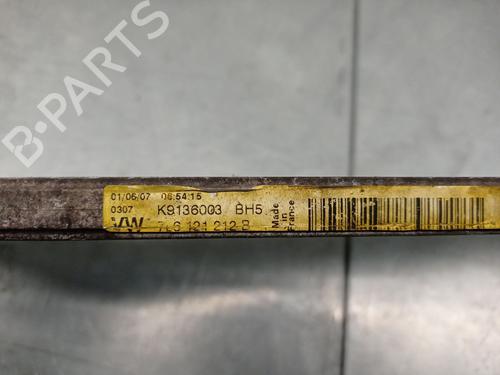 B-PARTS
01/06/07 06:54:15
0307 K9136003 BH5
VW 7L6 121 212 B
Made in France